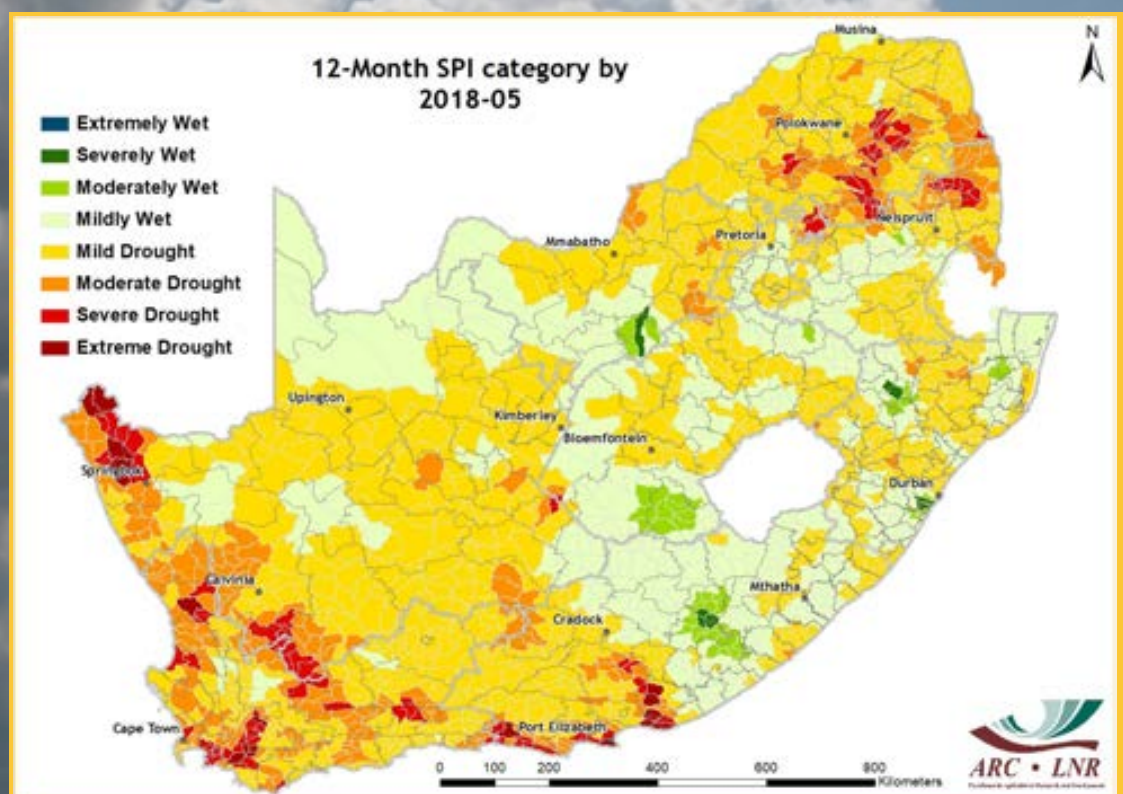 12-Month SPI category by
2018-05
N
Extremely Wet
Severely Wet
Moderately Wet
Mildly Wet
Mild Drought
Moderate Drought
Severe Drought
Extreme Drought
Musina
Polokwane
Nelspruit
Pretoria
Mmabatho
Upington
Kimberley
Bloemfontein
Springbok
Durban
Calvinia
Mthatha
Cradock
Cape Town
Port Elizabeth
0 100 200 400 600 800
Kilometers
ARC • LNR